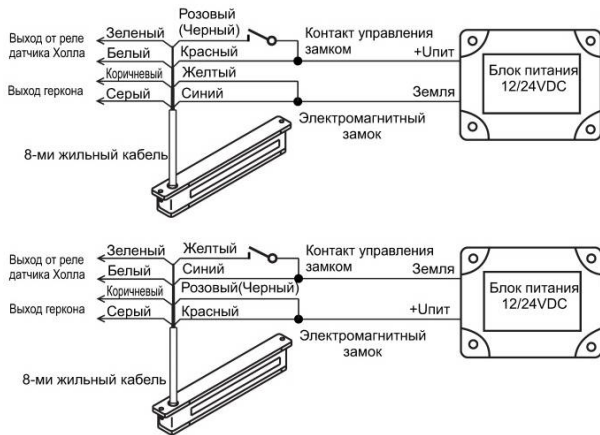 Розовый
(Черный)
Зеленый
Выход от реле
датчика Холла
Белый
Красный
Контакт управления
замком
+Uпит
Коричневый
Желтый
Выход геркона
Серый
Синий
Земля
Блок питания
12/24VDC
Электромагнитный
замок
8-ми жильный кабель
Зеленый
Желтый
Выход от реле
датчика Холла
Белый
Синий
Контакт управления
замком
Земля
Коричневый
Розовый(Черный)
Выход геркона
Серый
Красный
+Uпит
Блок питания
12/24VDC
Электромагнитный
замок
8-ми жильный кабель